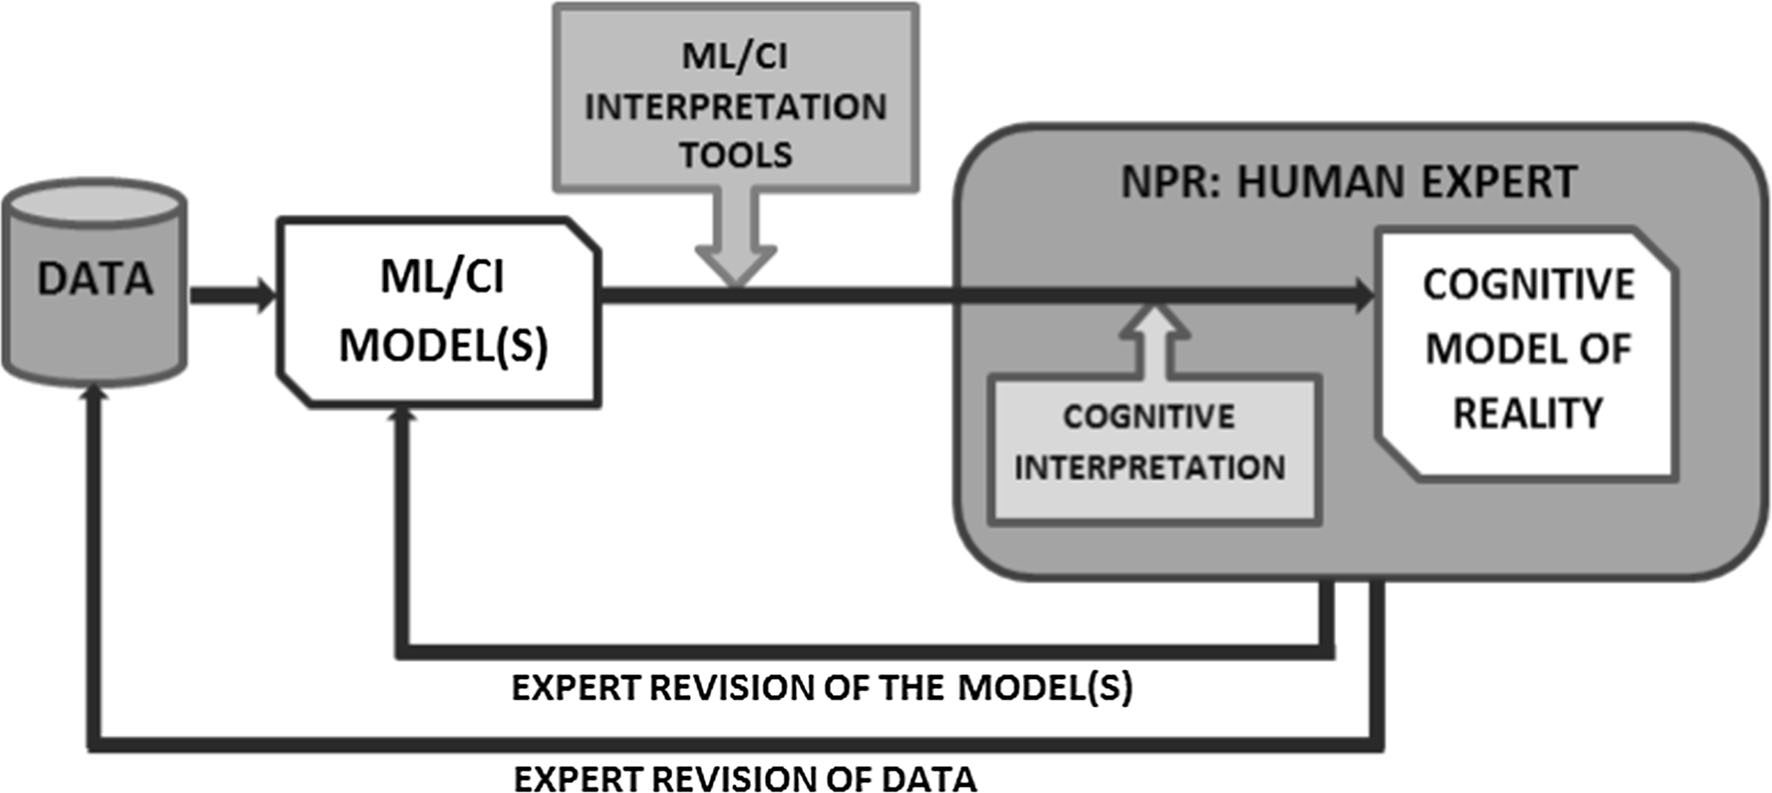 ML/CI
INTERPRETATION
TOOLS
NPR: HUMAN EXPERT
DATA
ML/CI
MODEL(S)
COGNITIVE
MODEL OF
REALITY
COGNITIVE
INTERPRETATION
EXPERT REVISION OF THE MODEL(S)
EXPERT REVISION OF DATA